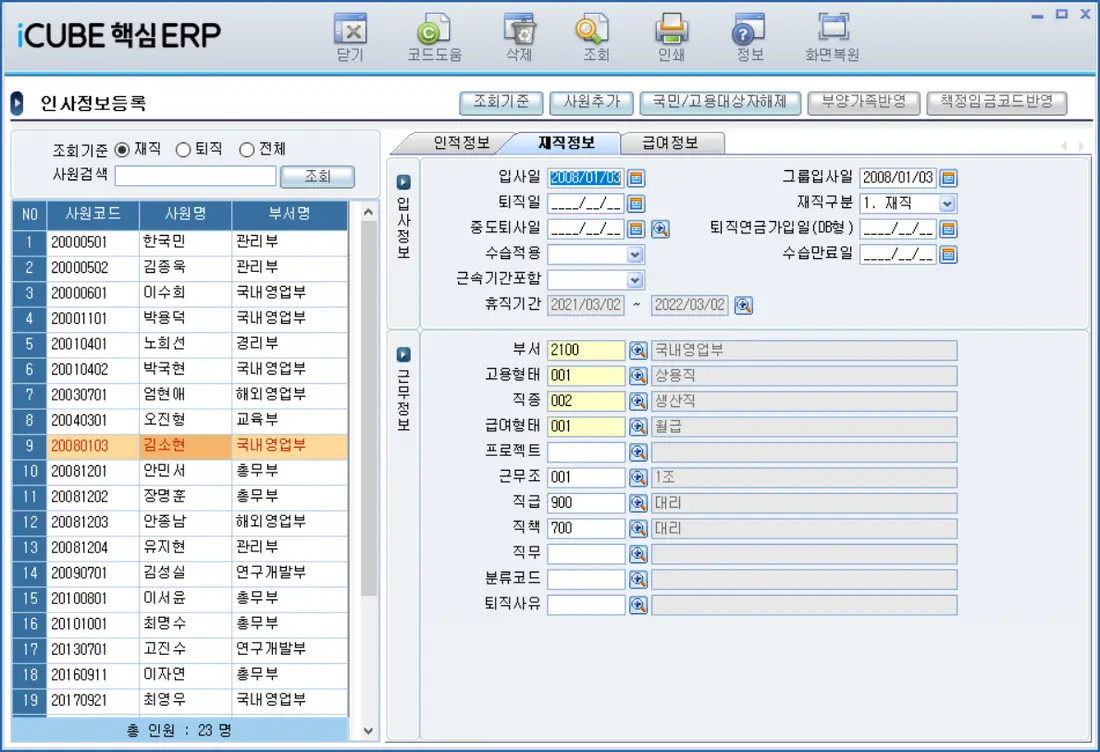 iCUBE 핵심ERP
닫기 코드도움 삭제 조회 인쇄 정보 화면복원
인사정보등록
조회기준 사원추가 국민/고용대상자해제 부양가족반영 책정임금코드반영
조회기준 재직 퇴직 전체
사원검색 조회
NO 사원코드 사원명 부서명
1 20000501 한국민 관리부
2 20000502 김종욱 관리부
3 20000601 이수희 국내영업부
4 20001101 박용덕 국내영업부
5 20010401 노희선 경리부
6 20010402 박국현 국내영업부
7 20030701 엄현애 해외영업부
8 20040301 오진형 교육부
9 20080103 김소현 국내영업부
10 20081201 안민서 총무부
11 20081202 장명훈 총무부
12 20081203 안종남 해외영업부
13 20081204 유지현 관리부
14 20090701 김성실 연구개발부
15 20100801 이서윤 총무부
16 20101001 최명수 총무부
17 20130701 고진수 연구개발부
18 20160911 이자연 총무부
19 20170921 최영우 국내영업부
총 인원 : 23 명
인적정보 재직정보 급여정보
입사정보
입사일 2008/01/03 그룹입사일 2008/01/03
퇴직일 ____/__/__ 재직구분 1. 재직
중도퇴사일 ____/__/__ 퇴직연금가입일(DB형) ____/__/__
수습적용 수습만료일 ____/__/__
근속기간포함
휴직기간 2021/03/02 ~ 2022/03/02
근무정보
부서 2100 국내영업부
고용형태 001 상용직
직종 002 생산직
급여형태 001 월급
프로젝트
근무조 001 1조
직급 900 대리
직책 700 대리
직무
분류코드
퇴직사유